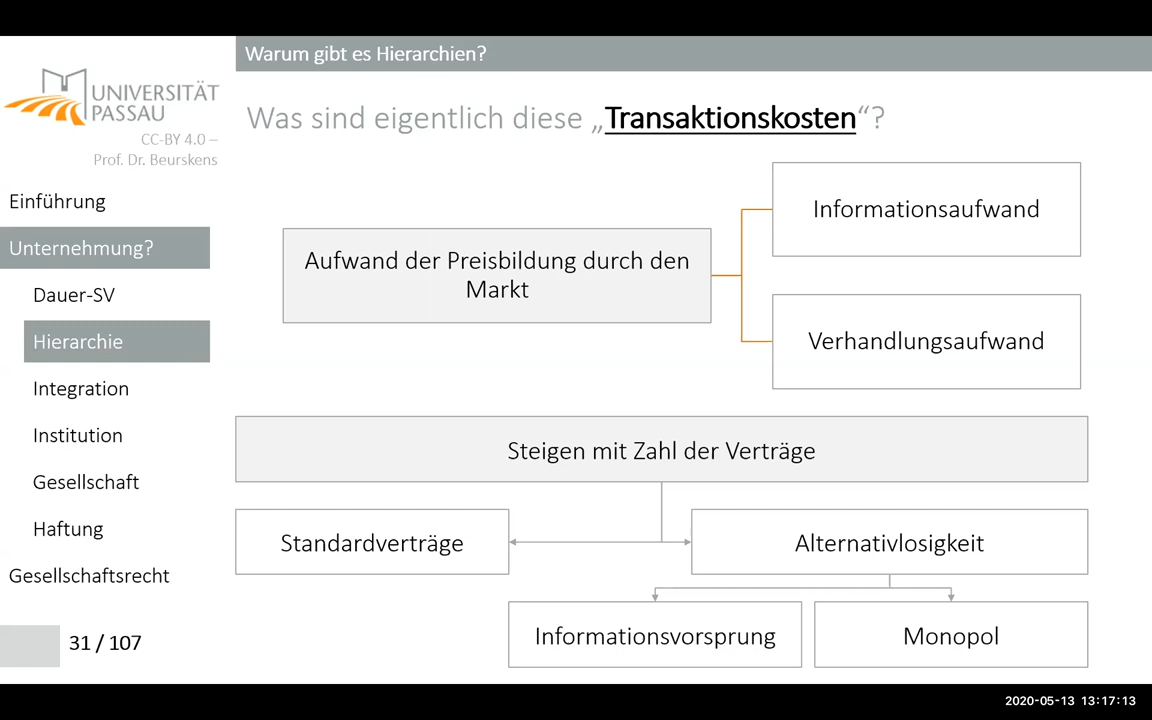 Warum gibt es Hierarchien?
UNIVERSITÄT
PASSAU
CC-BY 4.0 –
Prof. Dr. Beurskens
Einführung
Unternehmung?
Dauer-SV
Hierarchie
Integration
Institution
Gesellschaft
Haftung
Gesellschaftsrecht
31 / 107
Was sind eigentlich diese „Transaktionskosten“?
Aufwand der Preisbildung durch den
Markt
Informationsaufwand
Verhandlungsaufwand
Steigen mit Zahl der Verträge
Standardverträge
Alternativlosigkeit
Informationsvorsprung
Monopol
2020-05-13 13:17:13